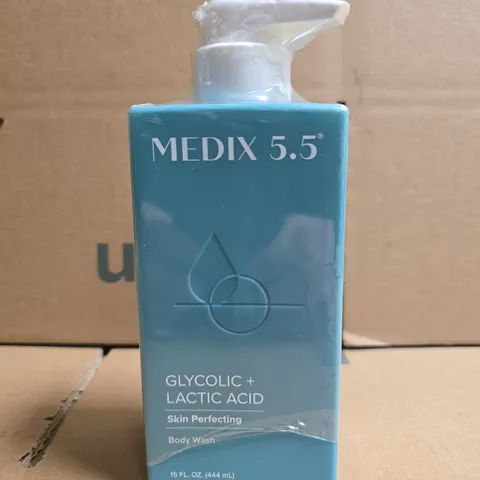 MEDIX 5.5®
GLYCOLIC +
LACTIC ACID
Skin Perfecting
Body Wash
15 FL. OZ. (444 mL)